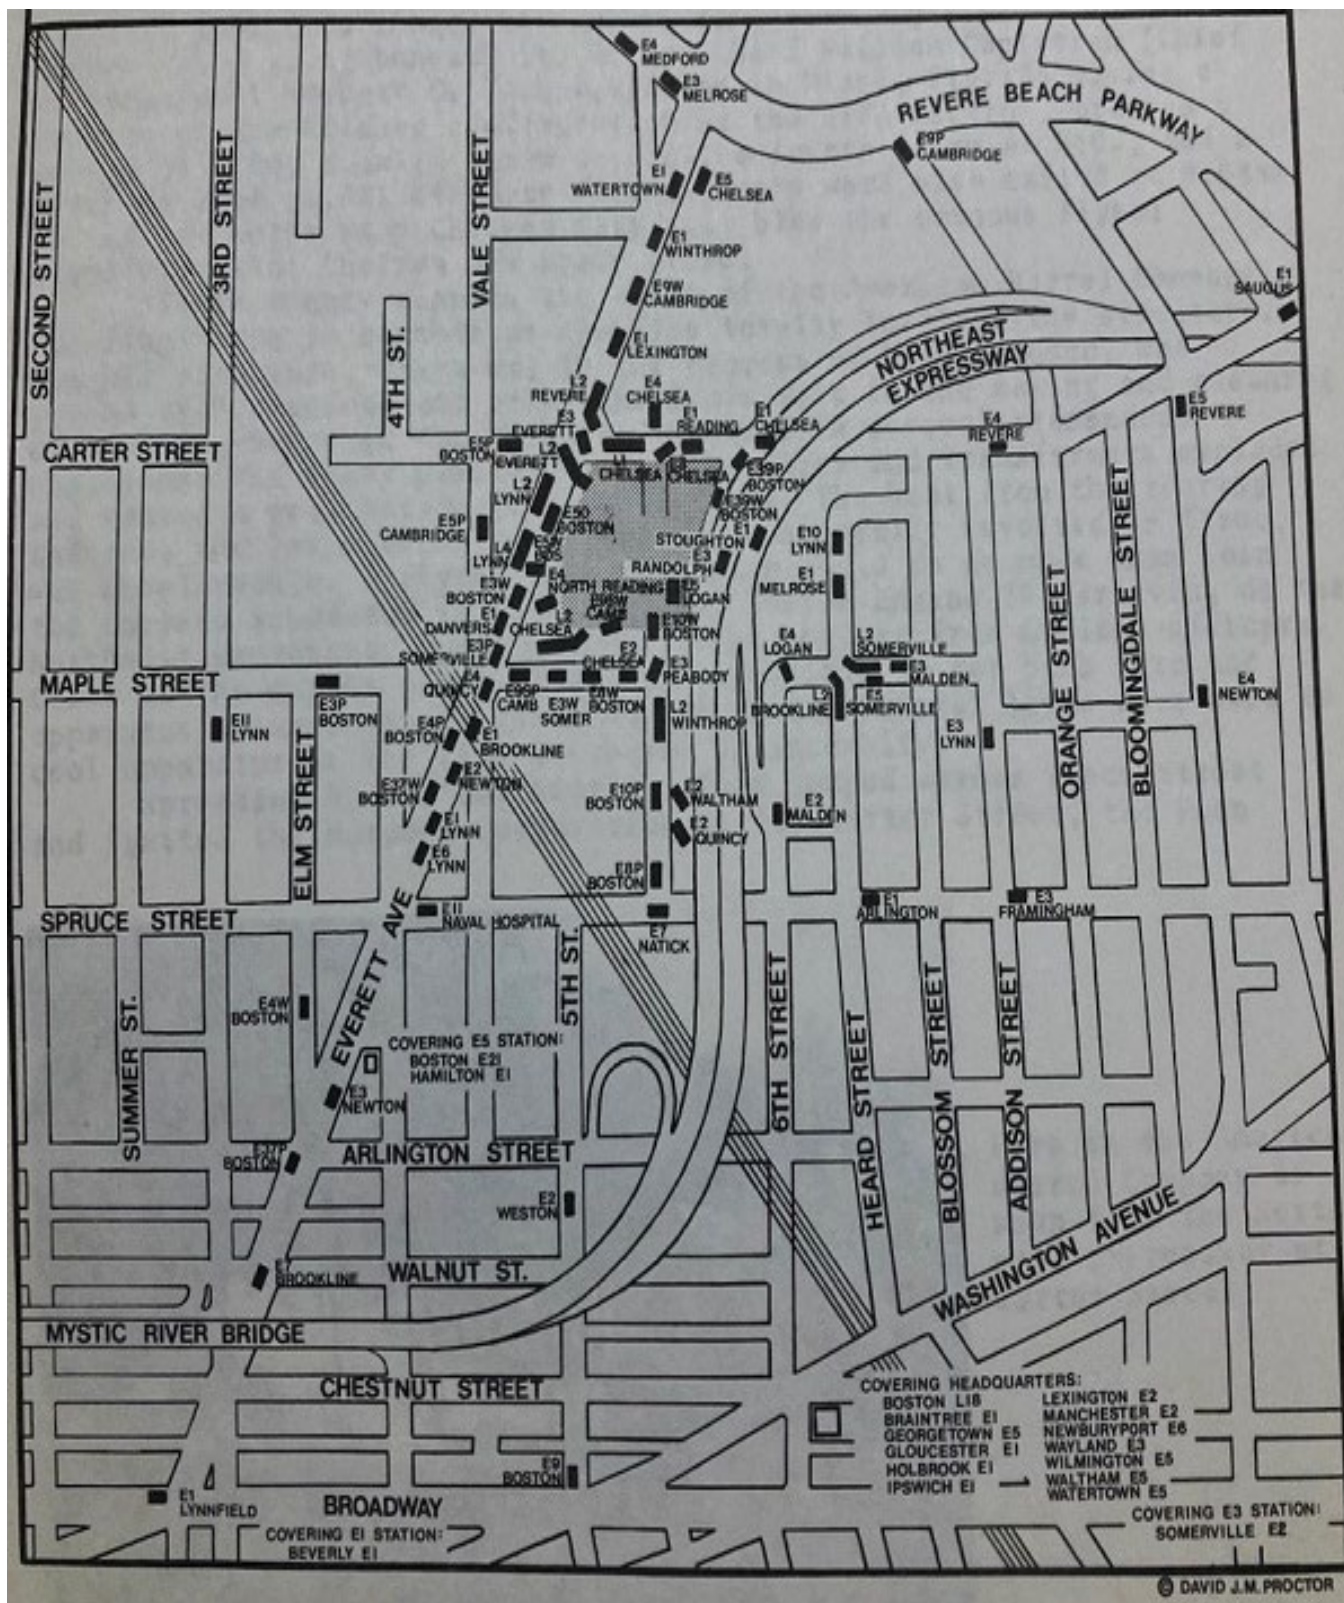 E4
MEDFORD
E3
MELROSE
REVERE BEACH PARKWAY
E9P
CAMBRIDGE
E1
WATERTOWN
E5
CHELSEA
SECOND STREET
3RD STREET
VALE STREET
4TH ST.
E1
WINTHROP
E9W
CAMBRIDGE
E1
SAUGUS
E1
LEXINGTON
NORTHEAST
EXPRESSWAY
L2
REVERE
E4
CHELSEA
E5
REVERE
E3
EVERETT
E1
READING
E1
CHELSEA
E4
REVERE
CARTER STREET
E5P
BOSTON
L2
EVERETT
L1
CHELSEA
CHELSEA
E39P
BOSTON
L2
LYNN
E39W
BOSTON
E50
BOSTON
E5P
CAMBRIDGE
E1
STOUGHTON
E10
LYNN
BOS
L4
LYNN
E3
RANDOLPH
E4
NORTH READING
E1
MELROSE
E3W
BOSTON
LOGAN
CAMB
E1
DANVERS
L2
CHELSEA
E10W
BOSTON
ORANGE STREET
BLOOMINGDALE STREET
E3P
SOMERVILLE
E2
CHELSEA
E3
PEABODY
E4
LOGAN
L2
SOMERVILLE
E3
MALDEN
MAPLE STREET
E3P
BOSTON
E4
QUINCY
CAMB
E3W
SOMER
E8W
BOSTON
L2
WINTHROP
L2
BROOKLINE
E5
SOMERVILLE
E4
NEWTON
E11
LYNN
E4P
BOSTON
E1
BROOKLINE
E3
LYNN
ELM STREET
E37W
BOSTON
E2
NEWTON
E10P
BOSTON
E2
WALTHAM
E2
MALDEN
E1
LYNN
E2
QUINCY
E6
LYNN
E8P
BOSTON
SPRUCE STREET
EVERETT AVE
E11
NAVAL HOSPITAL
E7
NATICK
E1
ARLINGTON
E3
FRAMINGHAM
5TH ST.
SUMMER ST.
E4W
BOSTON
COVERING E5 STATION:
BOSTON E21
HAMILTON E1
6TH STREET
HEARD STREET
BLOSSOM STREET
ADDISON STREET
E3
NEWTON
E37P
BOSTON
ARLINGTON STREET
E2
WESTON
WASHINGTON AVENUE
E7
BROOKLINE
WALNUT ST.
MYSTIC RIVER BRIDGE
CHESTNUT STREET
COVERING HEADQUARTERS:
BOSTON L18
BRAINTREE E1
GEORGETOWN E5
GLOUCESTER E1
HOLBROOK E1
IPSWICH E1
LEXINGTON E2
MANCHESTER E2
NEWBURYPORT E6
WAYLAND E3
WILMINGTON E5
WALTHAM E5
WATERTOWN E5
E9
BOSTON
E1
LYNNFIELD
BROADWAY
COVERING E1 STATION:
BEVERLY E1
COVERING E3 STATION:
SOMERVILLE E2
© DAVID J.M. PROCTOR